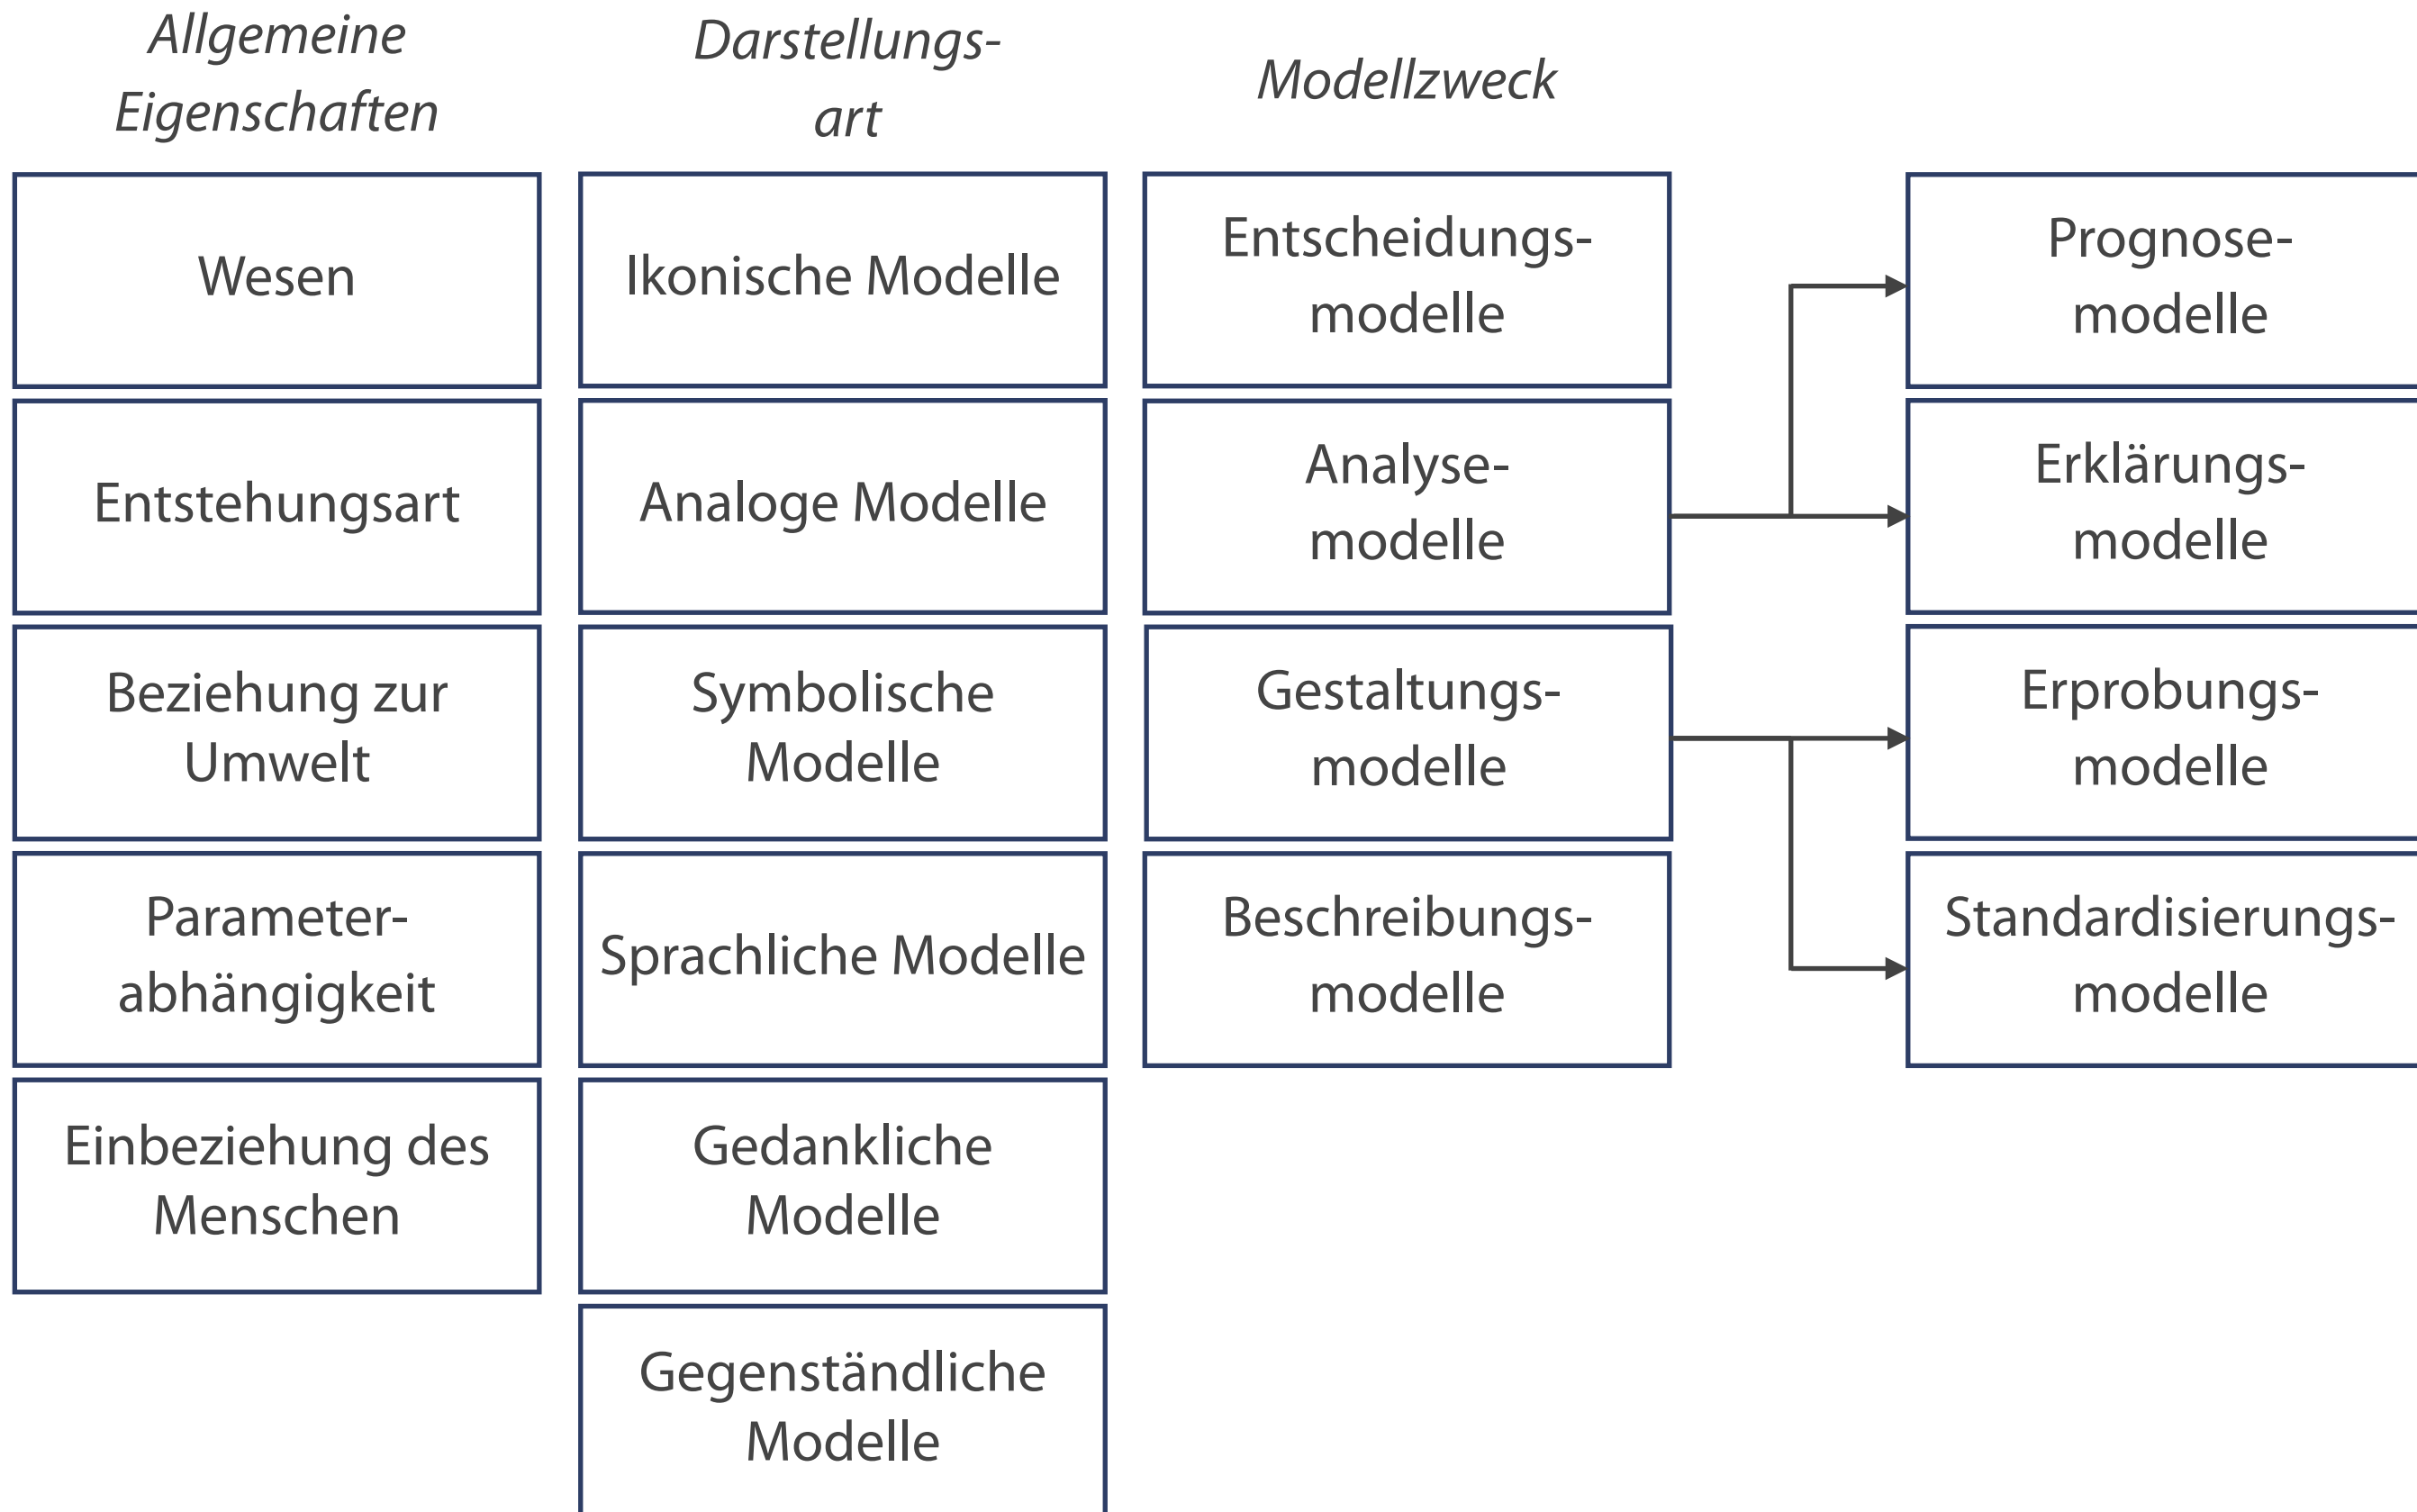 Allgemeine
Eigenschaften
Wesen
Entstehungsart
Beziehung zur
Umwelt
Parameter-
abhängigkeit
Einbeziehung des
Menschen
Darstellungs-
art
Ikonische Modelle
Analoge Modelle
Symbolische
Modelle
Sprachliche Modelle
Gedankliche
Modelle
Gegenständliche
Modelle
Modellzweck
Entscheidungs-
modelle
Analyse-
modelle
Gestaltungs-
modelle
Beschreibungs-
modelle
Prognose-
modelle
Erklärungs-
modelle
Erprobungs-
modelle
Standardisierungs-
modelle